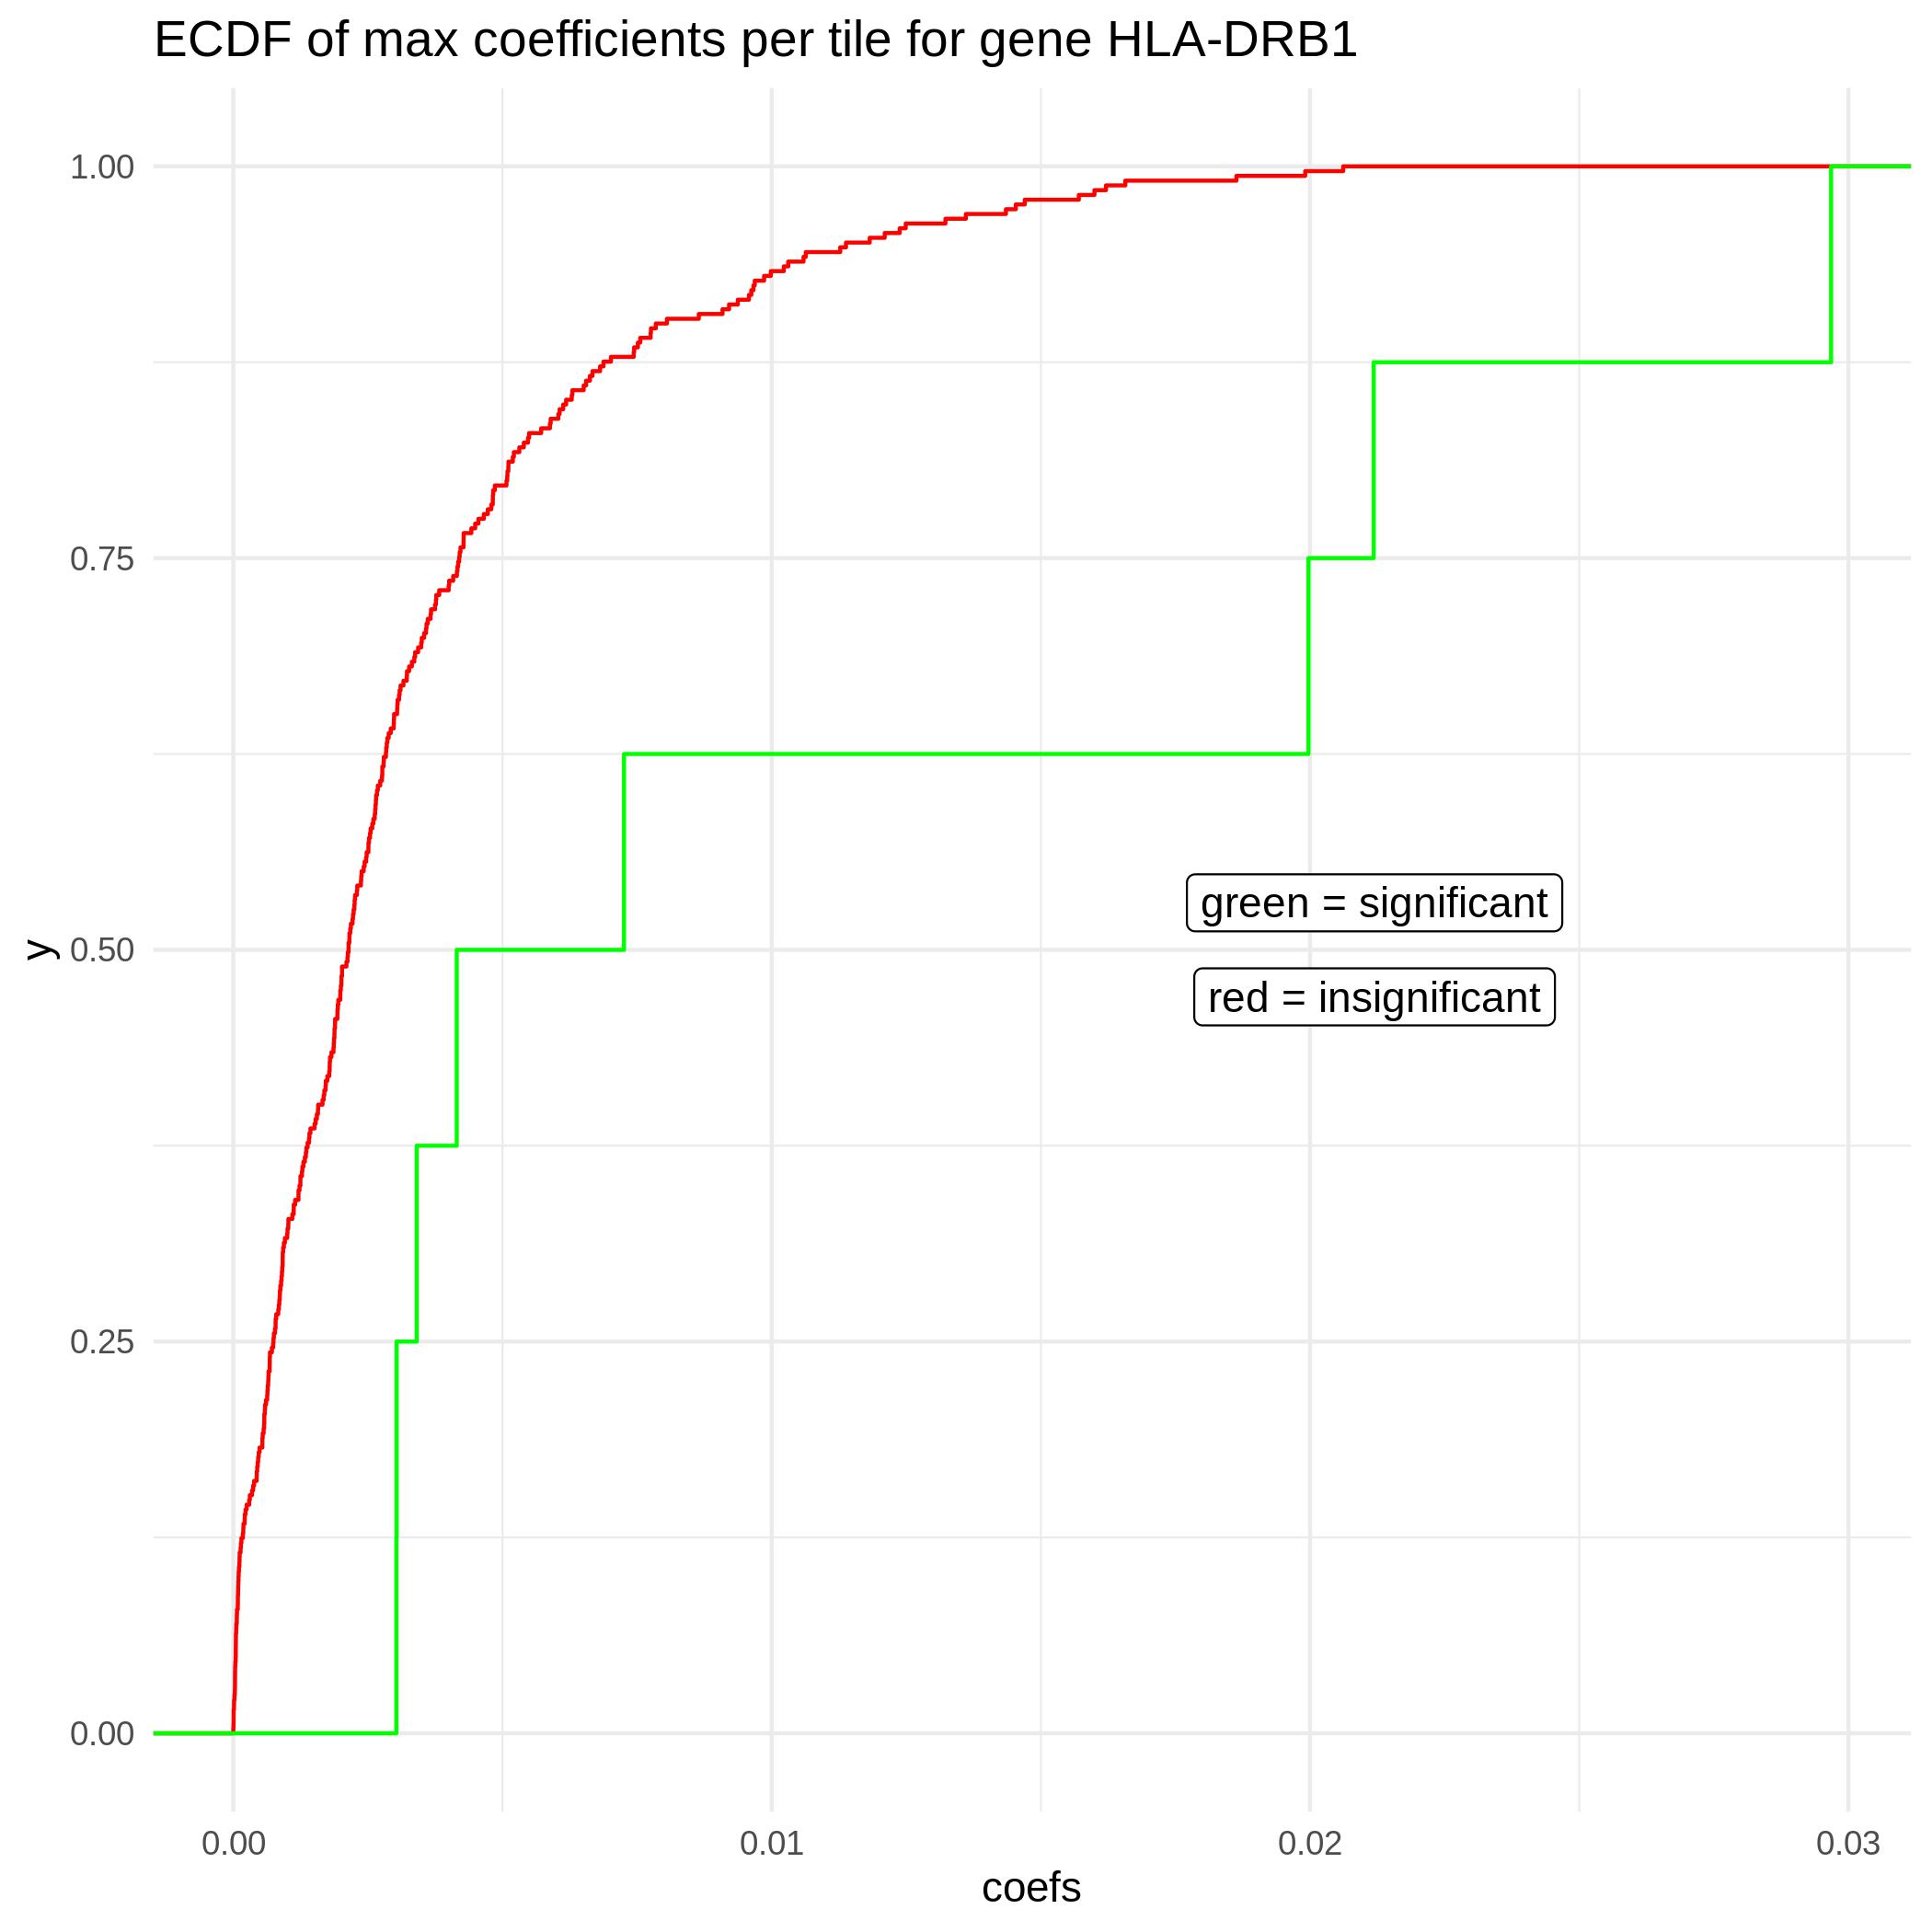 ECDF of max coefficients per tile for gene HLA-DRB1
1.00
0.75
0.50
0.25
0.00
y
green = significant
red = insignificant
0.00 0.01 0.02 0.03
coefs